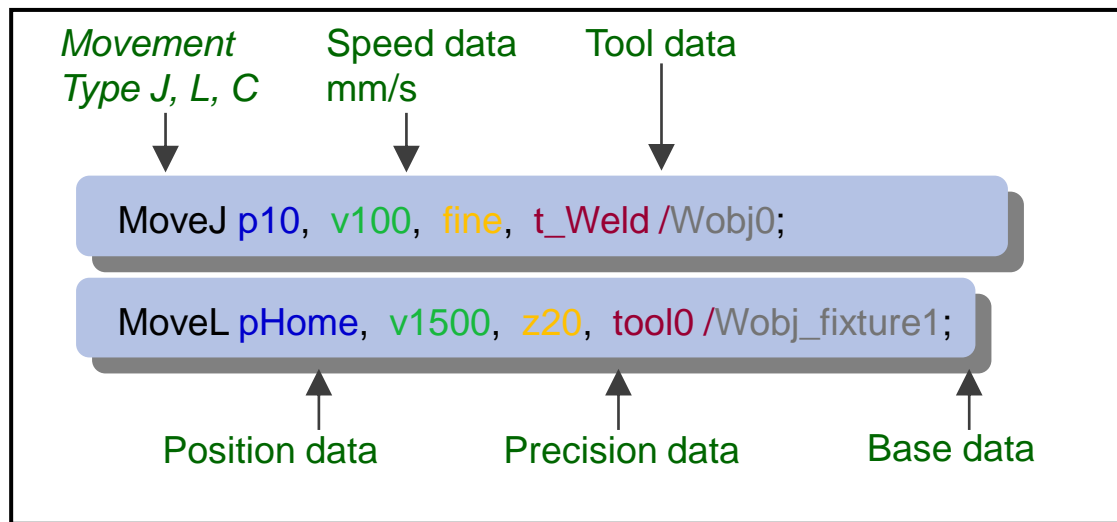 Movement
Type J, L, C
Speed data
mm/s
Tool data
MoveJ p10, v100, fine, t_Weld /Wobj0;
MoveL pHome, v1500, z20, tool0 /Wobj_fixture1;
Position data
Precision data
Base data